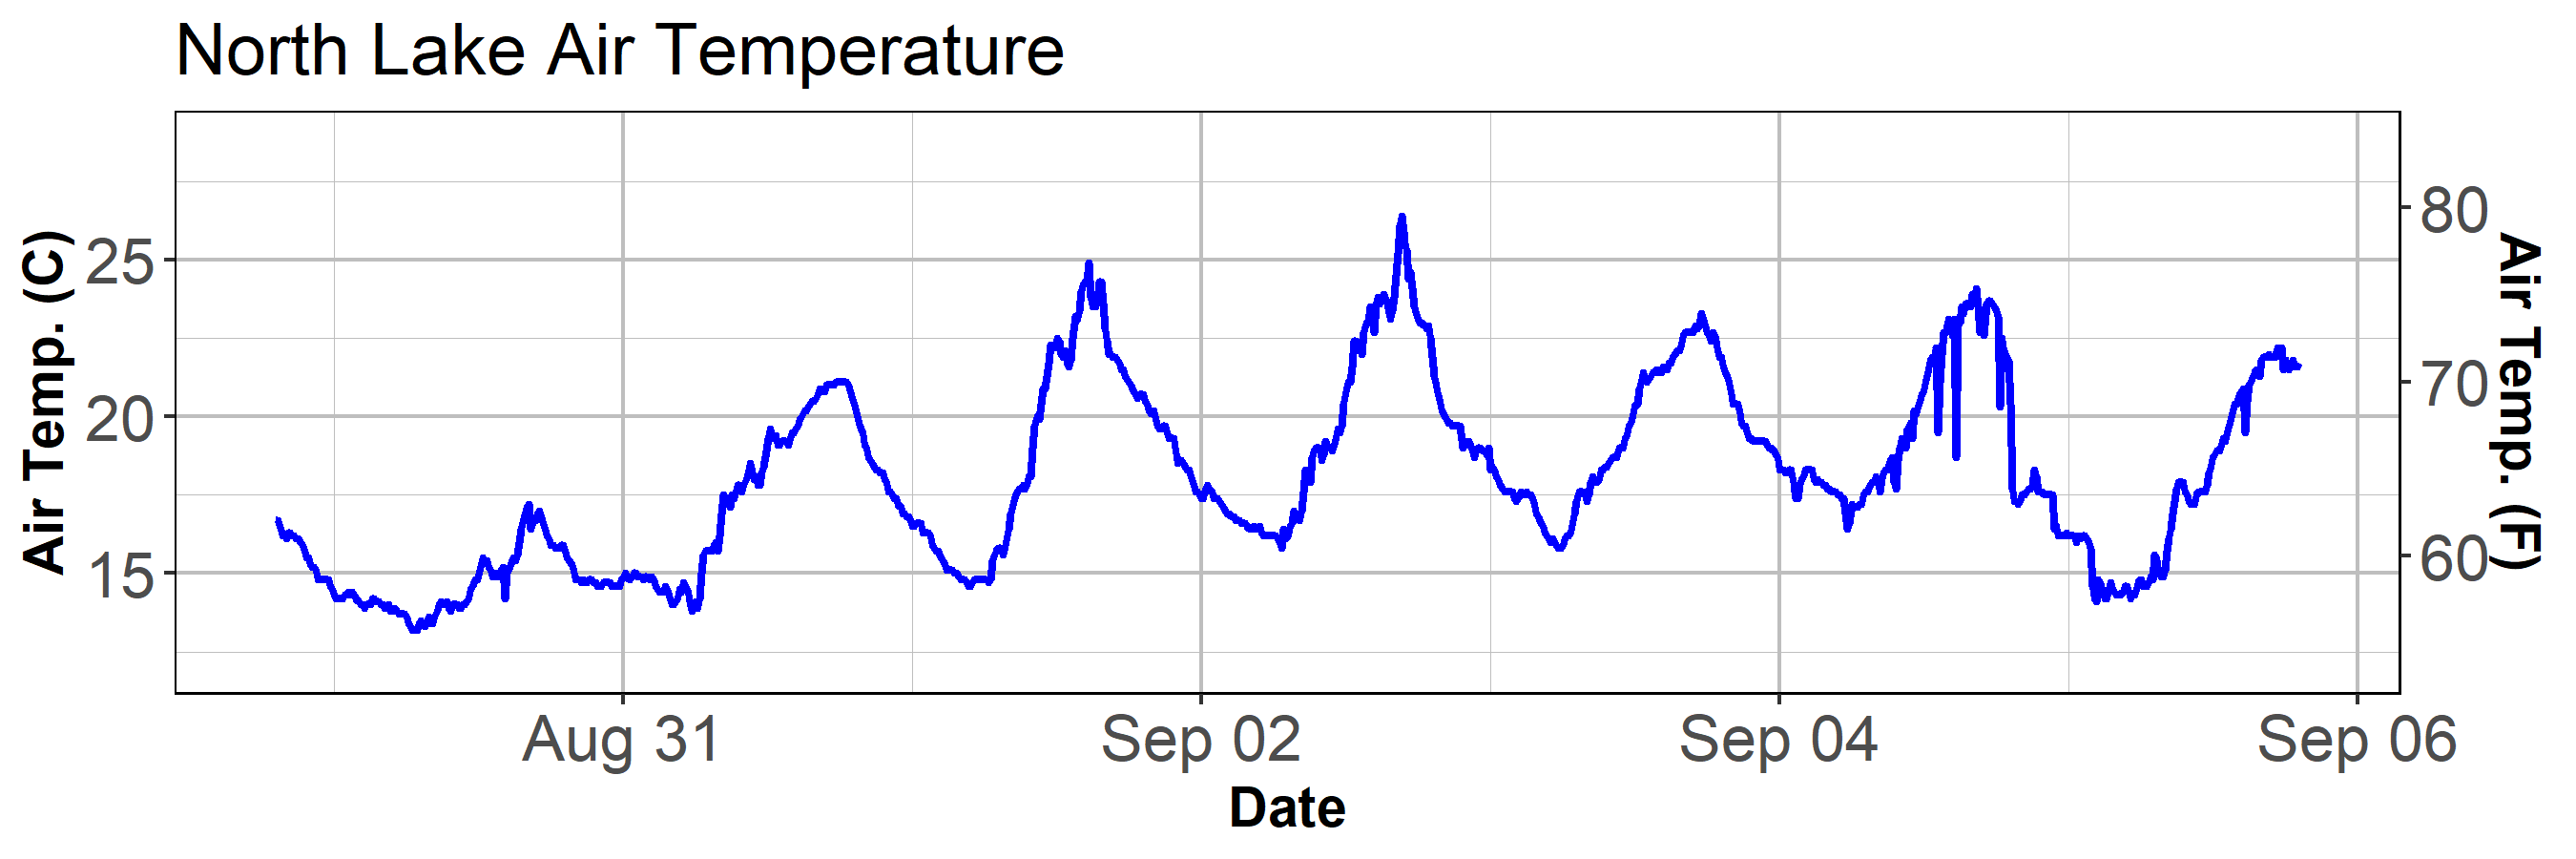 North Lake Air Temperature
Air Temp. (C)
25
20
15
80
70
60
Air Temp. (F)
Aug 31
Sep 02
Sep 04
Sep 06
Date